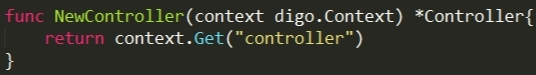 func NewController(context digo.Context) *Controller{
    return context.Get("controller")
}